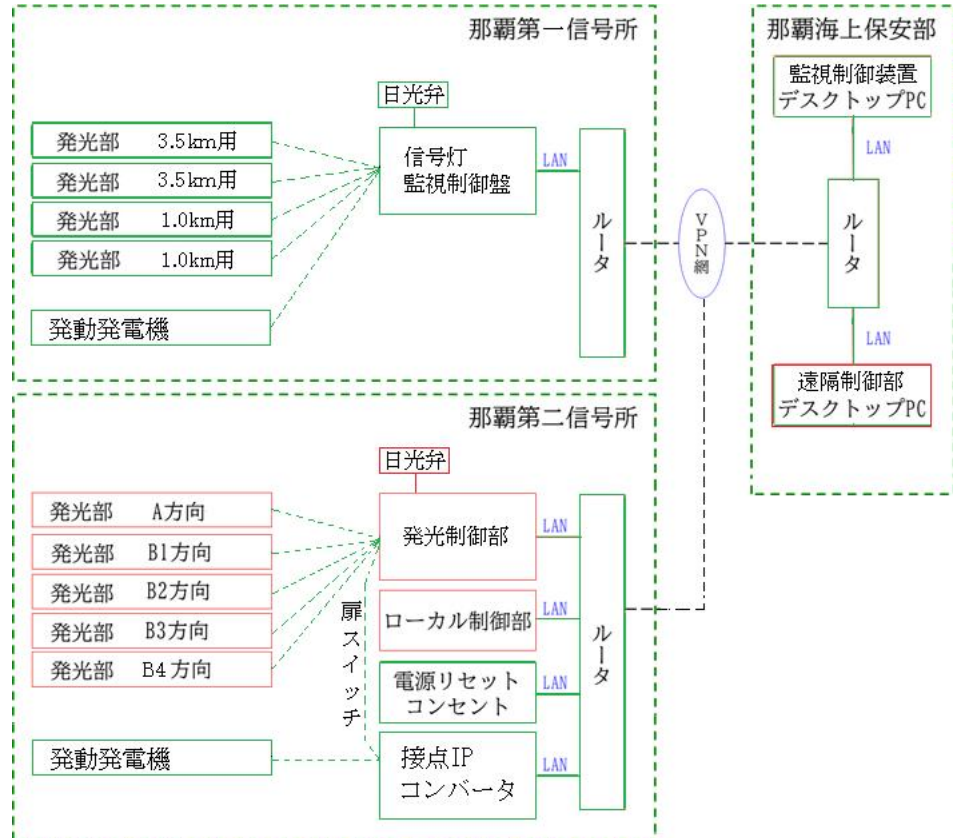 那覇第一信号所
日光弁
発光部 3.5km用
発光部 3.5km用
発光部 1.0km用
発光部 1.0km用
発動発電機
信号灯
監視制御盤
LAN
ルータ
VPN網
那覇海上保安部
監視制御装置
デスクトップPC
LAN
ルータ
LAN
遠隔制御部
デスクトップPC
那覇第二信号所
日光弁
発光部 A方向
発光部 B1方向
発光部 B2方向
発光部 B3方向
発光部 B4方向
発動発電機
扉スイッチ
発光制御部
LAN
ローカル制御部
LAN
電源リセット
コンセント
LAN
接点IP
コンバータ
LAN
ルータ